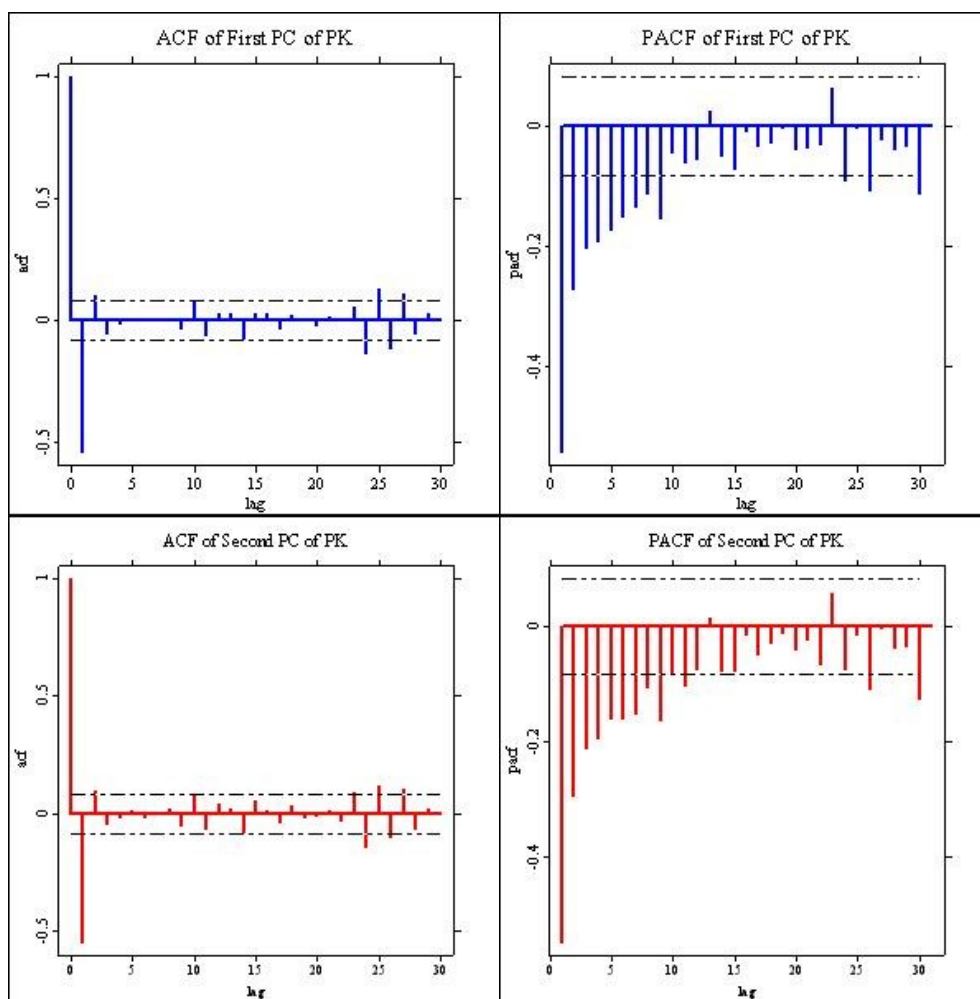 ACF of First PC of PK
1
0.5
0
-0.5
acf
0 5 10 15 20 25 30
lag
PACF of First PC of PK
0
-0.2
-0.4
pacf
0 5 10 15 20 25 30
lag
ACF of Second PC of PK
1
0.5
0
-0.5
acf
0 5 10 15 20 25 30
lag
PACF of Second PC of PK
0
-0.2
-0.4
pacf
0 5 10 15 20 25 30
lag